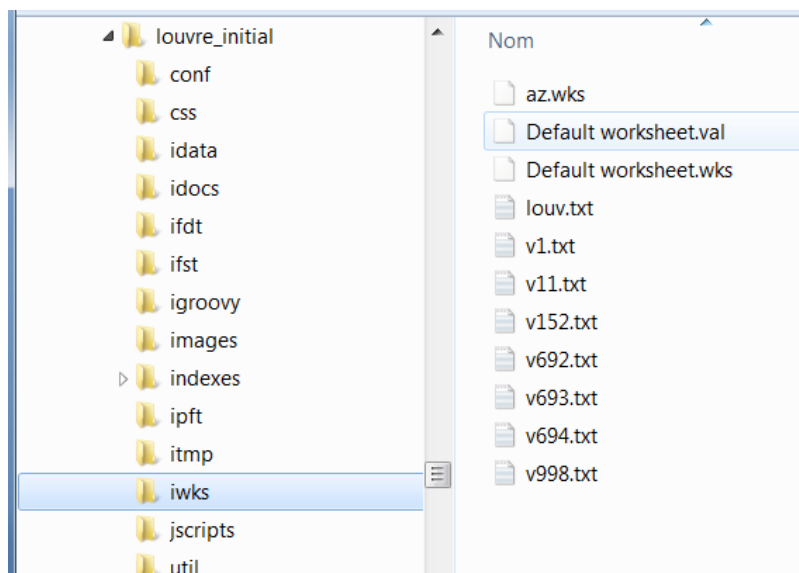 louvre_initial
conf
css
idata
idocs
ifdt
ifst
igroovy
images
indexes
ipft
itmp
iwks
jscripts
util
Nom
az.wks
Default worksheet.val
Default worksheet.wks
louv.txt
v1.txt
v11.txt
v152.txt
v692.txt
v693.txt
v694.txt
v998.txt